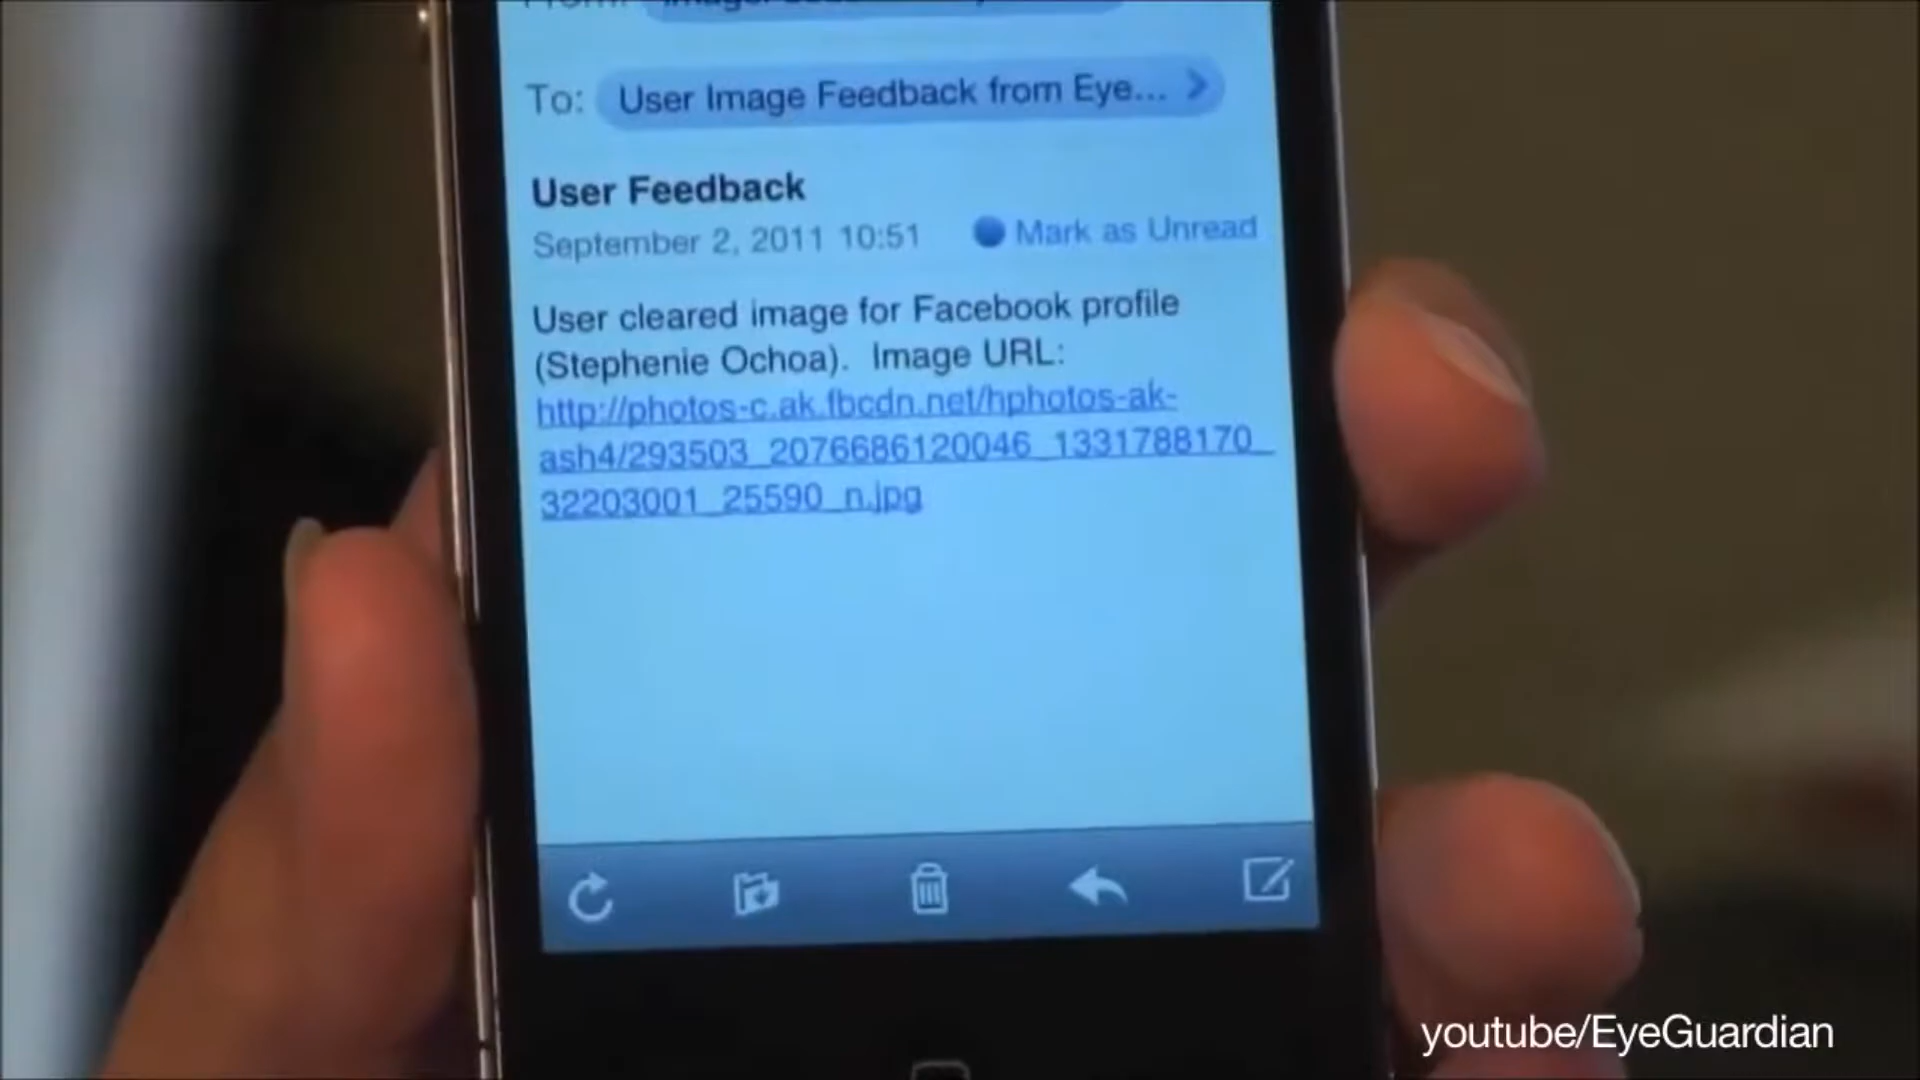 To: User Image Feedback from Eye...
User Feedback
September 2, 2011 10:51 Mark as Unread
User cleared image for Facebook profile
(Stephenie Ochoa). Image URL:
http://photos-c.ak.fbcdn.net/hphotos-ak-
ash4/293503_2076686120046_1331788170_
32203001_25590_n.jpg
youtube/EyeGuardian